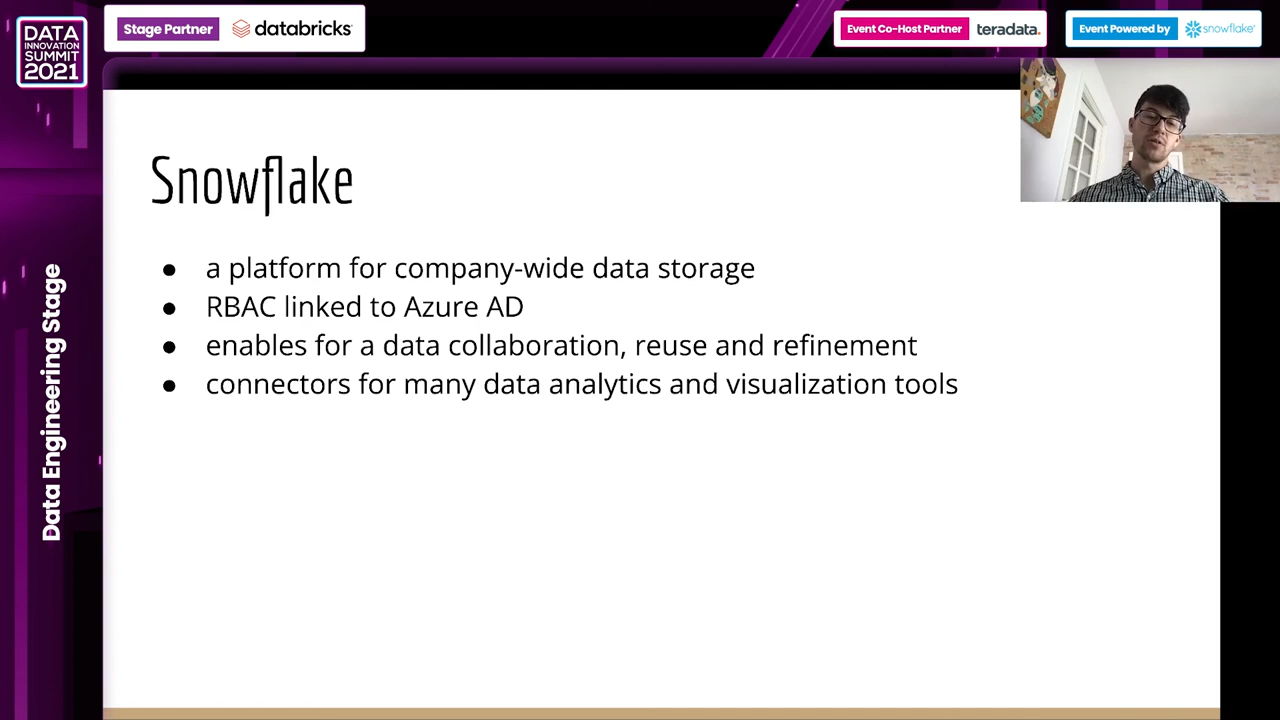 DATA
INNOVATION
SUMMIT
2021
Stage Partner
databricks
Event Co-Host Partner
teradata.
Event Powered by
snowflake
Data Engineering Stage
Snowflake
● a platform for company-wide data storage
● RBAC linked to Azure AD
● enables for a data collaboration, reuse and refinement
● connectors for many data analytics and visualization tools